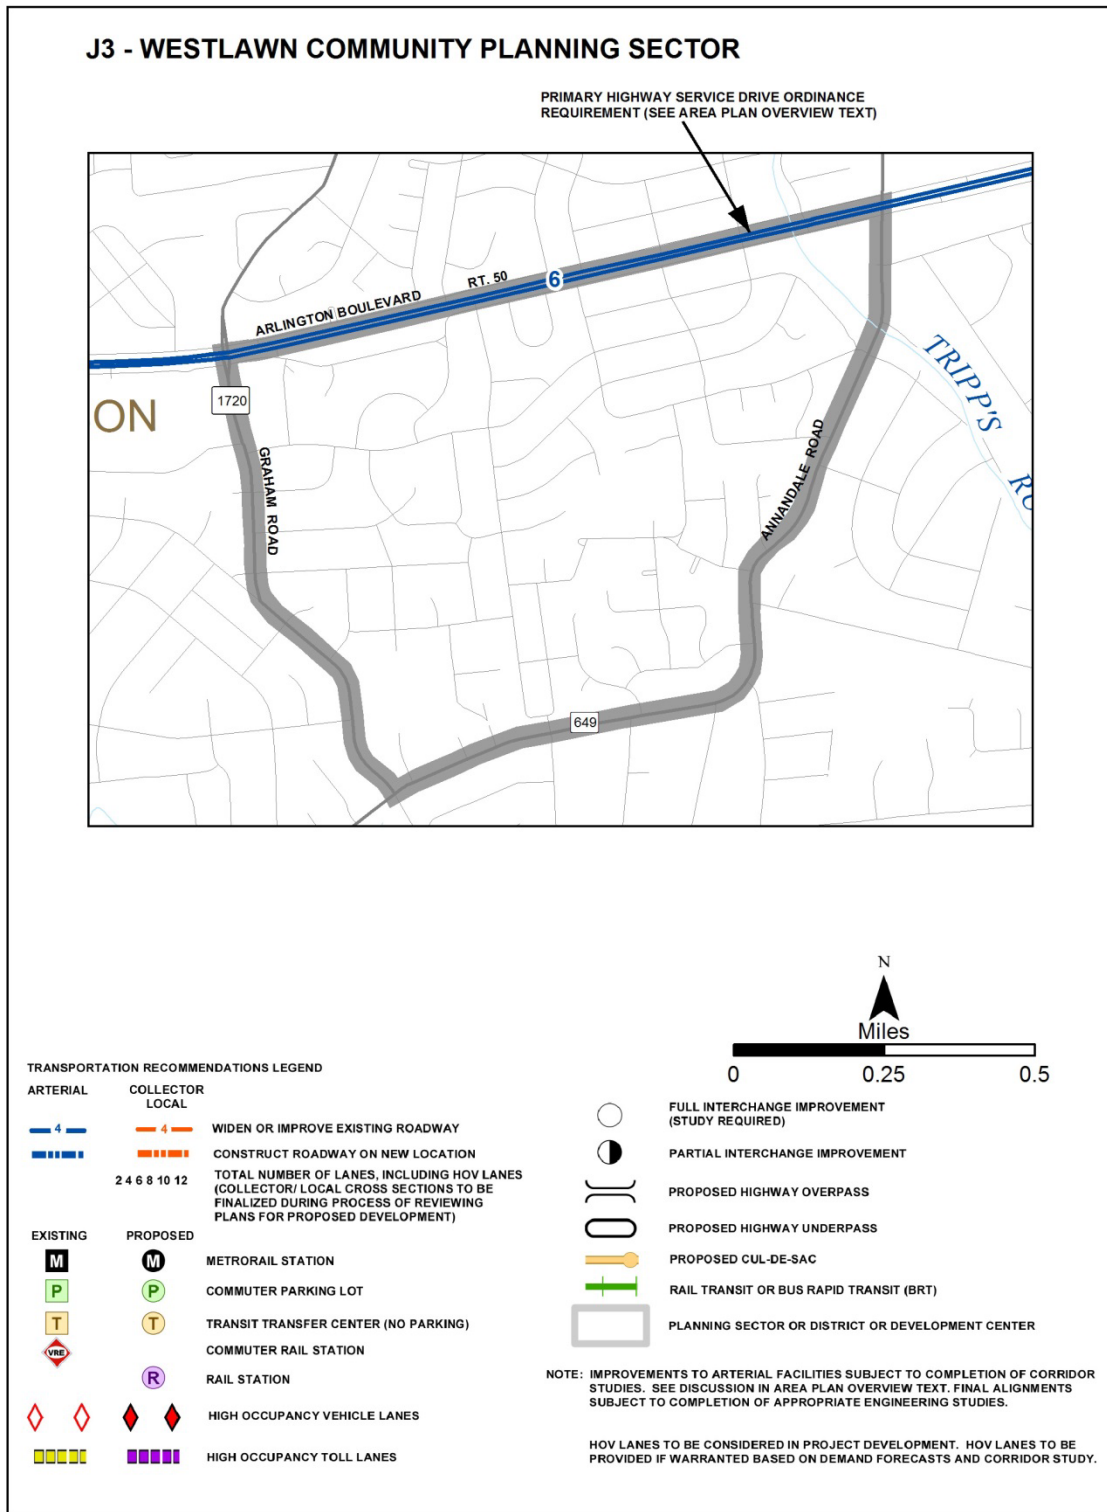 J3 - WESTLAWN COMMUNITY PLANNING SECTOR
PRIMARY HIGHWAY SERVICE DRIVE ORDINANCE
REQUIREMENT (SEE AREA PLAN OVERVIEW TEXT)
6
RT. 50
ARLINGTON BOULEVARD
TRIPP'S
RU
1720
ON
GRAHAM ROAD
ANNANDALE ROAD
649
N
Miles
0 0.25 0.5
TRANSPORTATION RECOMMENDATIONS LEGEND
ARTERIAL
COLLECTOR
LOCAL
4 4 WIDEN OR IMPROVE EXISTING ROADWAY
CONSTRUCT ROADWAY ON NEW LOCATION
2 4 6 8 10 12 TOTAL NUMBER OF LANES, INCLUDING HOV LANES
(COLLECTOR/ LOCAL CROSS SECTIONS TO BE
FINALIZED DURING PROCESS OF REVIEWING
PLANS FOR PROPOSED DEVELOPMENT)
EXISTING PROPOSED
M M METRORAIL STATION
P P COMMUTER PARKING LOT
T T TRANSIT TRANSFER CENTER (NO PARKING)
VRE COMMUTER RAIL STATION
R RAIL STATION
HIGH OCCUPANCY VEHICLE LANES
HIGH OCCUPANCY TOLL LANES
FULL INTERCHANGE IMPROVEMENT
(STUDY REQUIRED)
PARTIAL INTERCHANGE IMPROVEMENT
PROPOSED HIGHWAY OVERPASS
PROPOSED HIGHWAY UNDERPASS
PROPOSED CUL-DE-SAC
RAIL TRANSIT OR BUS RAPID TRANSIT (BRT)
PLANNING SECTOR OR DISTRICT OR DEVELOPMENT CENTER
NOTE: IMPROVEMENTS TO ARTERIAL FACILITIES SUBJECT TO COMPLETION OF CORRIDOR
STUDIES. SEE DISCUSSION IN AREA PLAN OVERVIEW TEXT. FINAL ALIGNMENTS
SUBJECT TO COMPLETION OF APPROPRIATE ENGINEERING STUDIES.
HOV LANES TO BE CONSIDERED IN PROJECT DEVELOPMENT. HOV LANES TO BE
PROVIDED IF WARRANTED BASED ON DEMAND FORECASTS AND CORRIDOR STUDY.